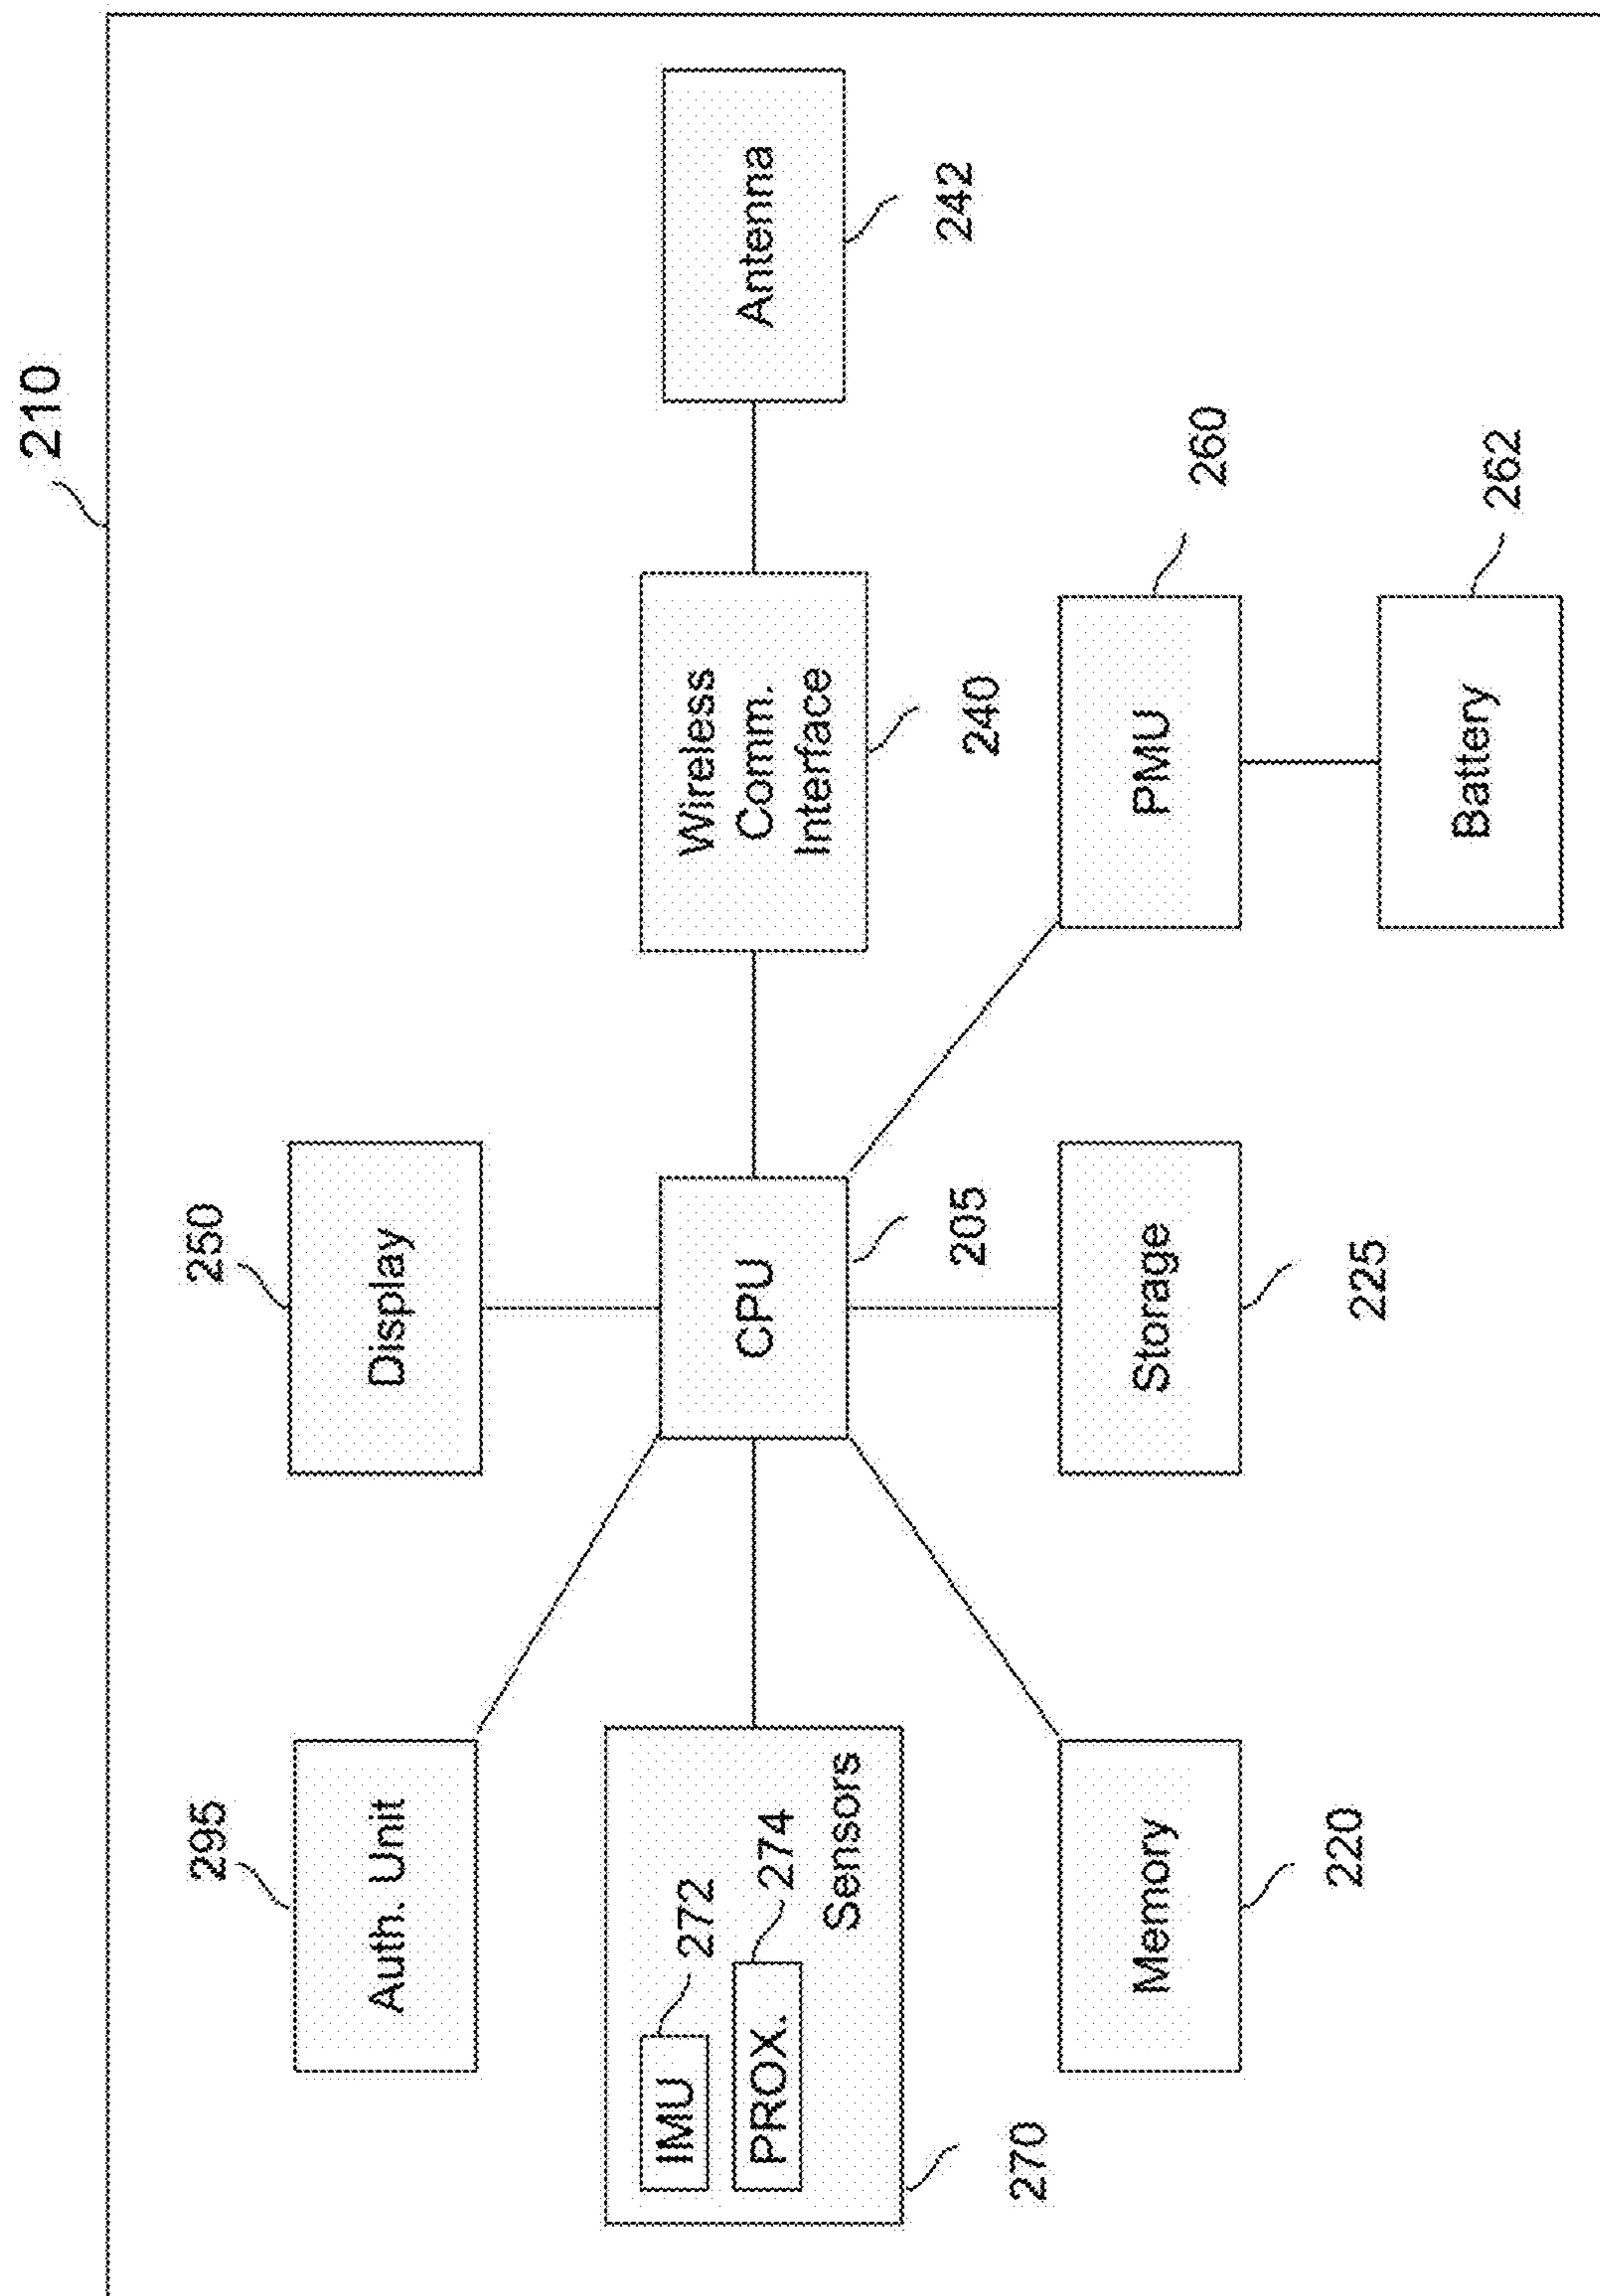 210
295
250
Auth. Unit
Display
IMU
272
PROX.
274
Sensors
270
CPU
205
Wireless
Comm.
Interface
240
Antenna
242
Memory
220
Storage
225
PMU
260
Battery
262